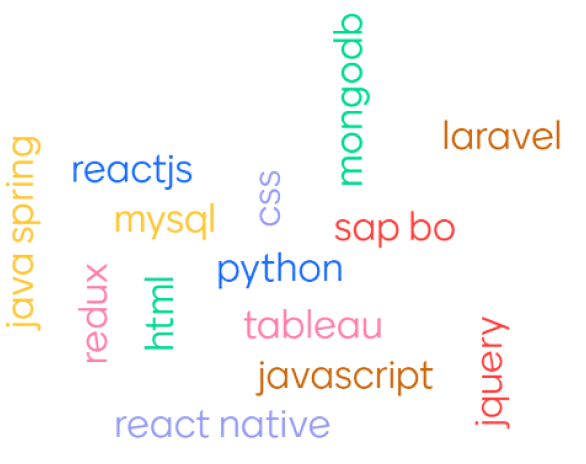 mongodb
laravel
java spring
reactjs
css
mysql
sap bo
python
redux
html
tableau
jquery
javascript
react native